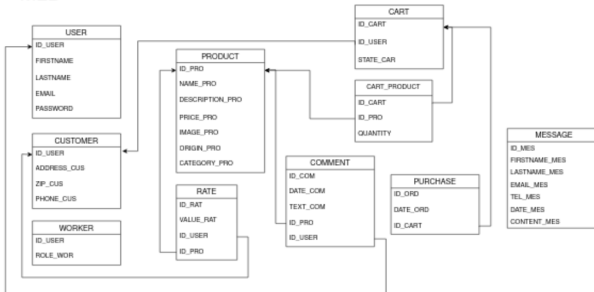 USER
ID_USER
FIRSTNAME
LASTNAME
EMAIL
PASSWORD
CUSTOMER
ID_USER
ADDRESS_CUS
ZIP_CUS
PHONE_CUS
WORKER
ID_USER
ROLE_WOR
PRODUCT
ID_PRO
NAME_PRO
DESCRIPTION_PRO
PRICE_PRO
IMAGE_PRO
ORIGIN_PRO
CATEGORY_PRO
RATE
ID_RAT
VALUE_RAT
ID_USER
ID_PRO
COMMENT
ID_COM
DATE_COM
TEXT_COM
ID_PRO
ID_USER
CART
ID_CART
ID_USER
STATE_CAR
CART_PRODUCT
ID_CART
ID_PRO
QUANTITY
PURCHASE
ID_ORD
DATE_ORD
ID_CART
MESSAGE
ID_MES
FIRSTNAME_MES
LASTNAME_MES
EMAIL_MES
TEL_MES
DATE_MES
CONTENT_MES